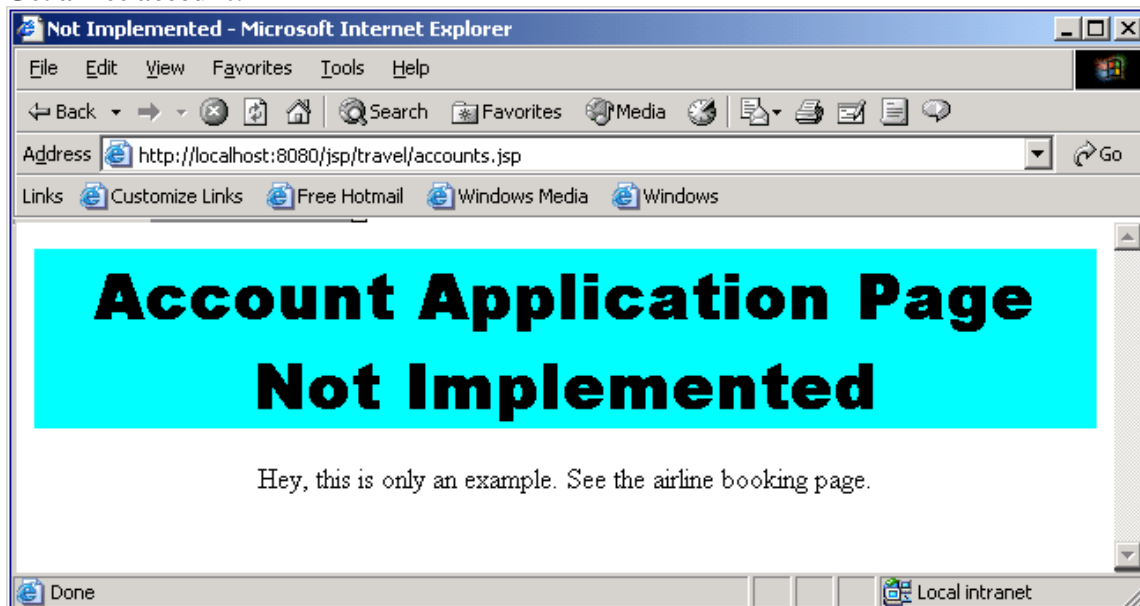 Not Implemented - Microsoft Internet Explorer
File Edit View Favorites Tools Help
Back Search Favorites Media
Address http://localhost:8080/jsp/travel/accounts.jsp Go
Links Customize Links Free Hotmail Windows Media Windows
Account Application Page
Not Implemented
Hey, this is only an example. See the airline booking page.
Done Local intranet